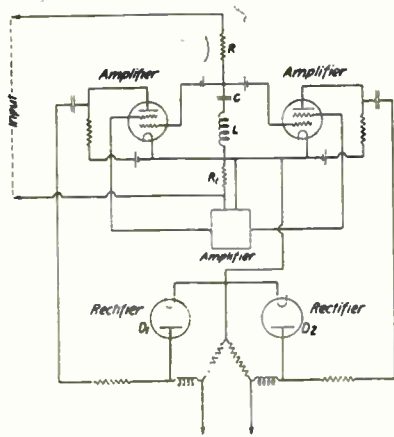 R
Amplifier
Amplifier
Input
C
L
R₁
Amplifier
Rectifier
D1
Rectifier
D2